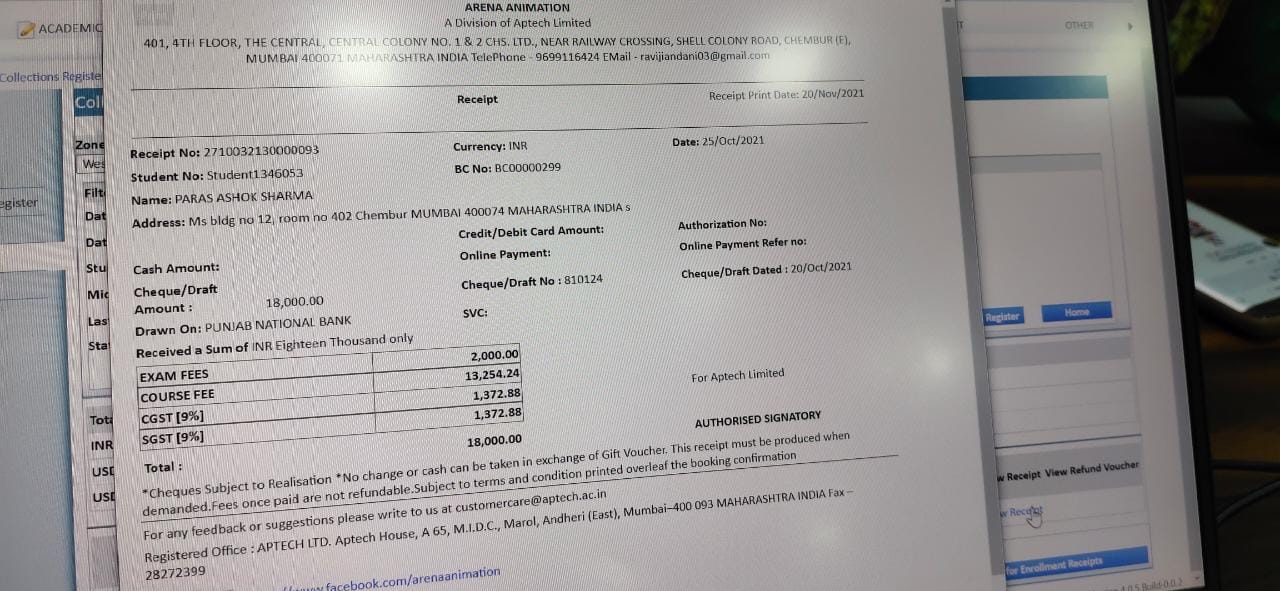 ARENA ANIMATION
A Division of Aptech Limited
401, 4TH FLOOR, THE CENTRAL, CENTRAL COLONY NO. 1 & 2 CHS. LTD., NEAR RAILWAY CROSSING, SHELL COLONY ROAD, CHEMBUR (E),
MUMBAI 400071 MAHARASHTRA INDIA TelePhone - 9699116424 EMail - ravijiandani03@gmail.com
Receipt
Receipt Print Date: 20/Nov/2021
Receipt No: 2710032130000093 Currency: INR Date: 25/Oct/2021
Student No: Student1346053 BC No: BC00000299
Name: PARAS ASHOK SHARMA
Address: Ms bldg no 12, room no 402 Chembur MUMBAI 400074 MAHARASHTRA INDIA s
Cash Amount: Credit/Debit Card Amount: Authorization No:
Online Payment: Online Payment Refer no:
Cheque/Draft Amount : 18,000.00 Cheque/Draft No : 810124 Cheque/Draft Dated : 20/Oct/2021
Drawn On: PUNJAB NATIONAL BANK SVC:
Received a Sum of INR Eighteen Thousand only
EXAM FEES 2,000.00
COURSE FEE 13,254.24
CGST [9%] 1,372.88
SGST [9%] 1,372.88
Total : 18,000.00
For Aptech Limited
AUTHORISED SIGNATORY
*Cheques Subject to Realisation *No change or cash can be taken in exchange of Gift Voucher. This receipt must be produced when
demanded.Fees once paid are not refundable.Subject to terms and condition printed overleaf the booking confirmation
For any feedback or suggestions please write to us at customercare@aptech.ac.in
Registered Office : APTECH LTD. Aptech House, A 65, M.I.D.C., Marol, Andheri (East), Mumbai-400 093 MAHARASHTRA INDIA Fax –
28272399
www.facebook.com/arenaanimation
ACADEMIC
Collections Registe
egister
Coll
Zone
Wes
Filt
Dat
Dat
Stu
Mid
Las
Sta
Tota
INR
USD
USD
OTHER
Register
Home
w Receipt View Refund Voucher
w Receipt
for Enrollment Receipts